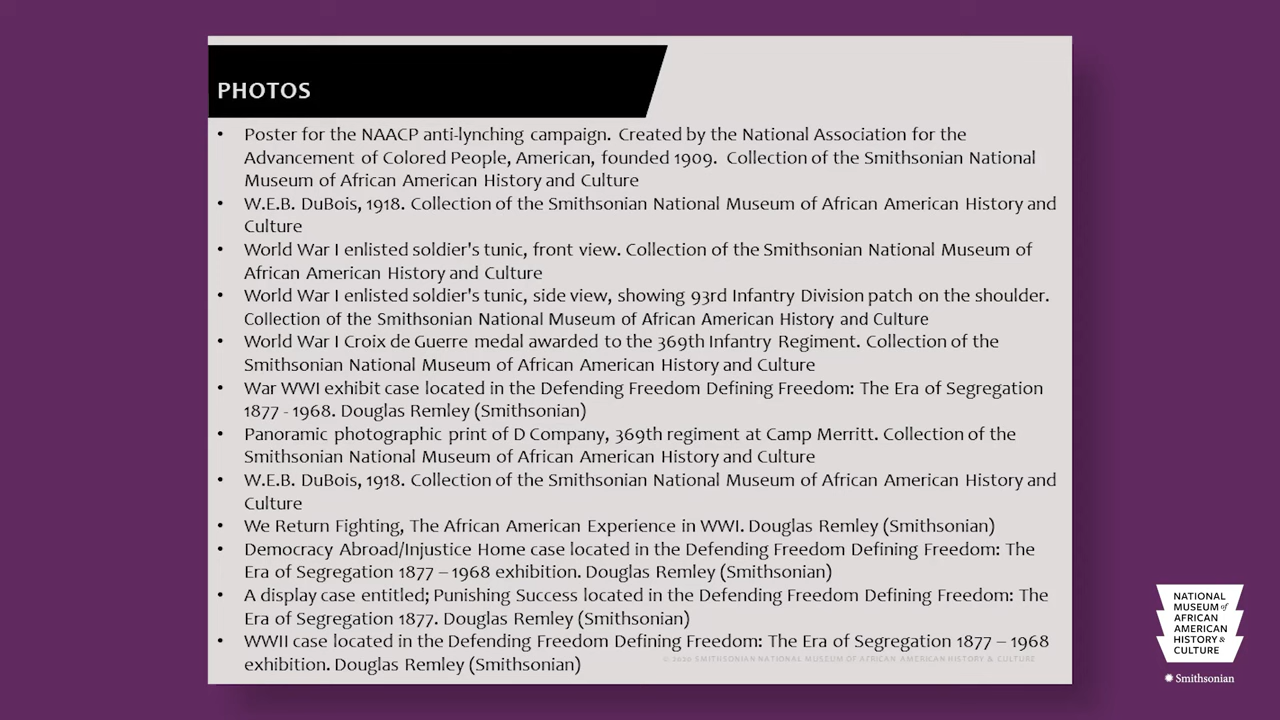 PHOTOS
• Poster for the NAACP anti-lynching campaign. Created by the National Association for the
Advancement of Colored People, American, founded 1909. Collection of the Smithsonian National
Museum of African American History and Culture
• W.E.B. DuBois, 1918. Collection of the Smithsonian National Museum of African American History and
Culture
• World War I enlisted soldier's tunic, front view. Collection of the Smithsonian National Museum of
African American History and Culture
• World War I enlisted soldier's tunic, side view, showing 93rd Infantry Division patch on the shoulder.
Collection of the Smithsonian National Museum of African American History and Culture
• World War I Croix de Guerre medal awarded to the 369th Infantry Regiment. Collection of the
Smithsonian National Museum of African American History and Culture
• War WWI exhibit case located in the Defending Freedom Defining Freedom: The Era of Segregation
1877 - 1968. Douglas Remley (Smithsonian)
• Panoramic photographic print of D Company, 369th regiment at Camp Merritt. Collection of the
Smithsonian National Museum of African American History and Culture
• W.E.B. DuBois, 1918. Collection of the Smithsonian National Museum of African American History and
Culture
• We Return Fighting, The African American Experience in WWI. Douglas Remley (Smithsonian)
• Democracy Abroad/Injustice Home case located in the Defending Freedom Defining Freedom: The
Era of Segregation 1877 – 1968 exhibition. Douglas Remley (Smithsonian)
• A display case entitled; Punishing Success located in the Defending Freedom Defining Freedom: The
Era of Segregation 1877. Douglas Remley (Smithsonian)
• WWII case located in the Defending Freedom Defining Freedom: The Era of Segregation 1877 – 1968
exhibition. Douglas Remley (Smithsonian)
© 2020 SMITHSONIAN NATIONAL MUSEUM OF AFRICAN AMERICAN HISTORY & CULTURE
NATIONAL
MUSEUM of
AFRICAN
AMERICAN
HISTORY &
CULTURE
Smithsonian